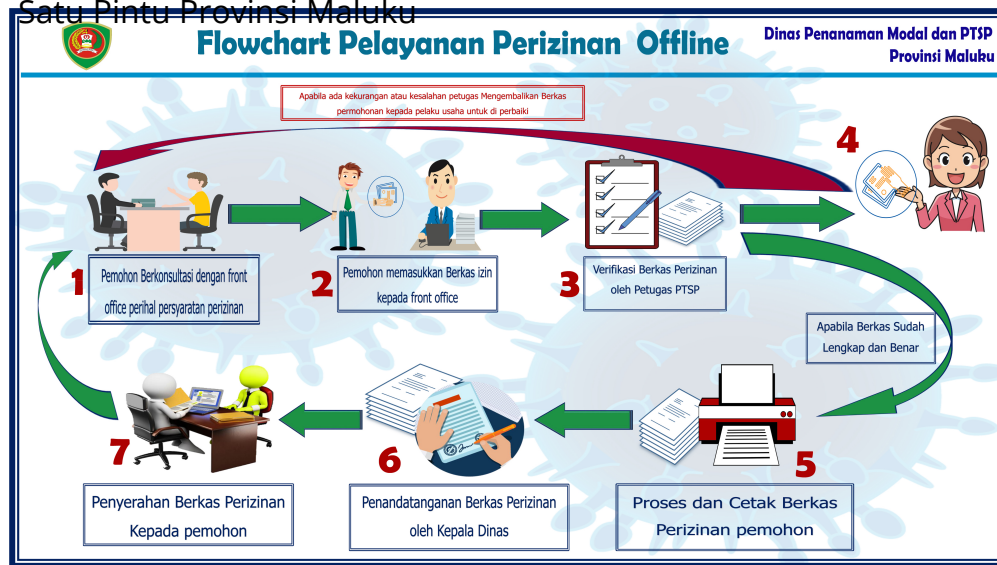 Satu Pintu Provinsi Maluku
Flowchart Pelayanan Perizinan Offline
Dinas Penanaman Modal dan PTSP
Provinsi Maluku
Apabila ada kekurangan atau kesalahan petugas Mengembalikan Berkas
permohonan kepada pelaku usaha untuk di perbaiki
4
1
Pemohon Berkonsultasi dengan front
office perihal persyaratan perizinan
2
Pemohon memasukkan Berkas izin
kepada front office
3
Verifikasi Berkas Perizinan
oleh Petugas PTSP
Apabila Berkas Sudah
Lengkap dan Benar
7
Penyerahan Berkas Perizinan
Kepada pemohon
6
Penandatanganan Berkas Perizinan
oleh Kepala Dinas
5
Proses dan Cetak Berkas
Perizinan pemohon